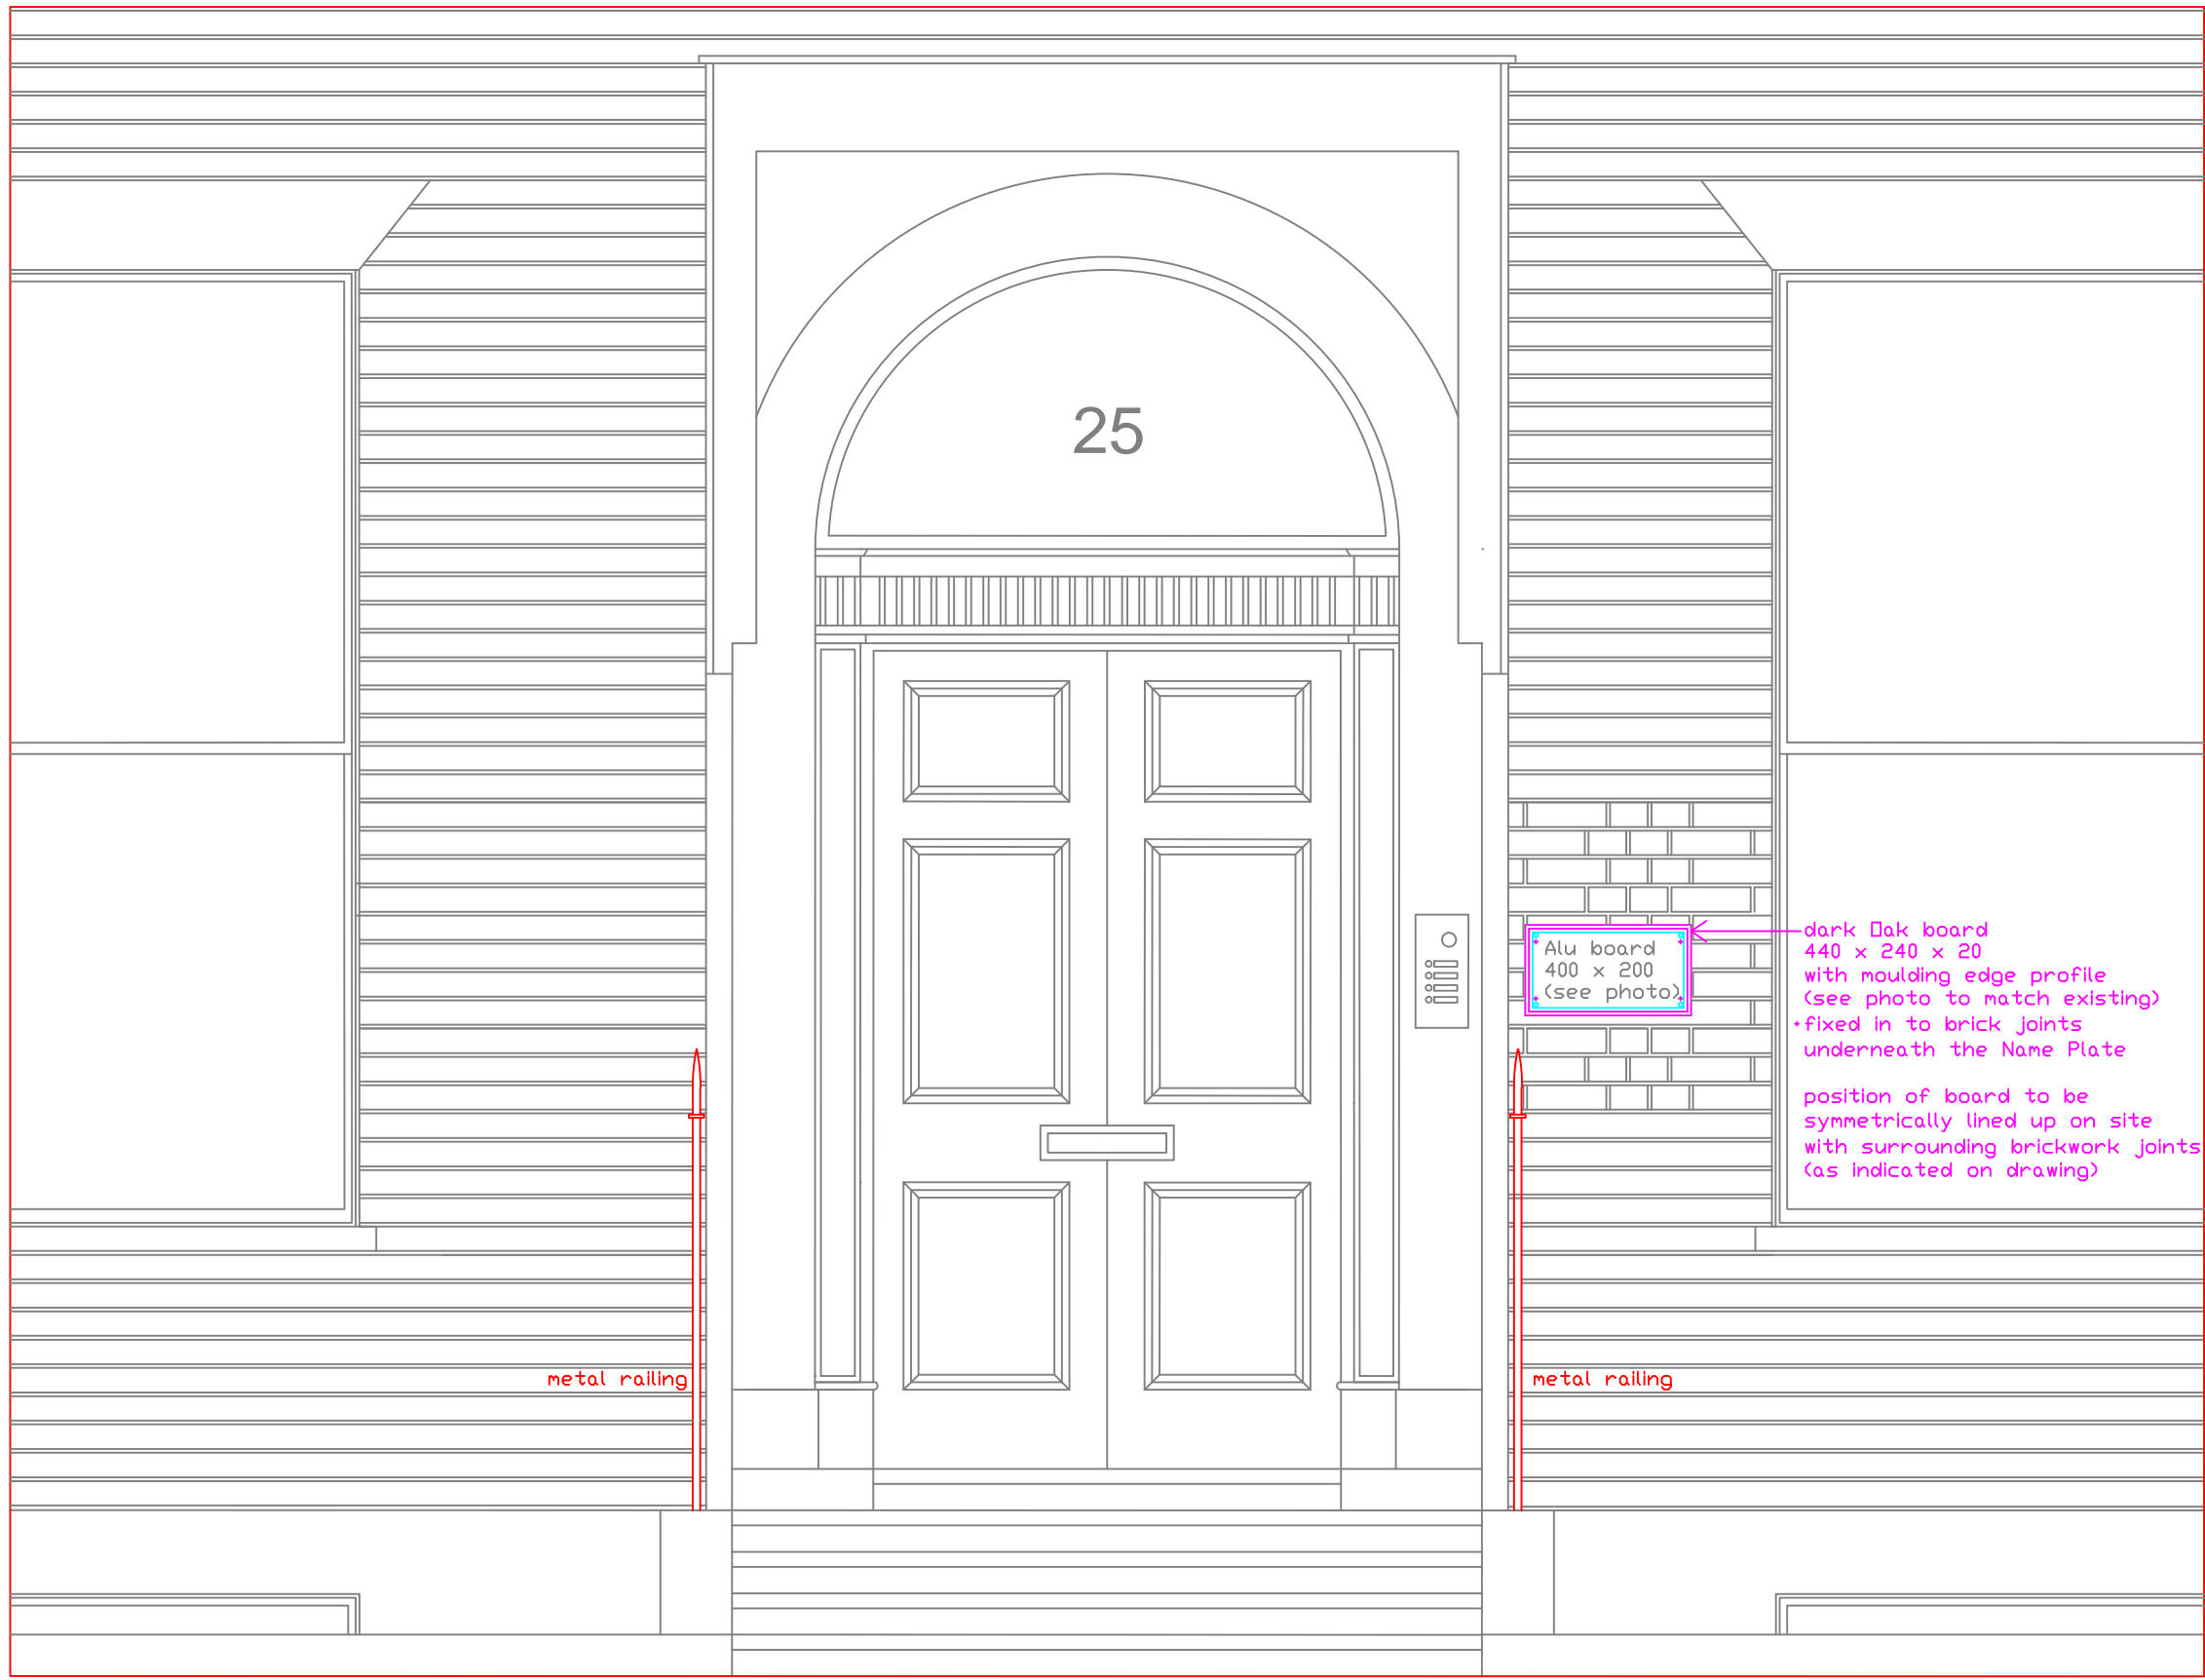 25
Alu board
400 x 200
(see photo)
dark Oak board
440 x 240 x 20
with moulding edge profile
(see photo to match existing)
+fixed in to brick joints
underneath the Name Plate
position of board to be
symmetrically lined up on site
with surrounding brickwork joints
(as indicated on drawing)
metal railing
metal railing